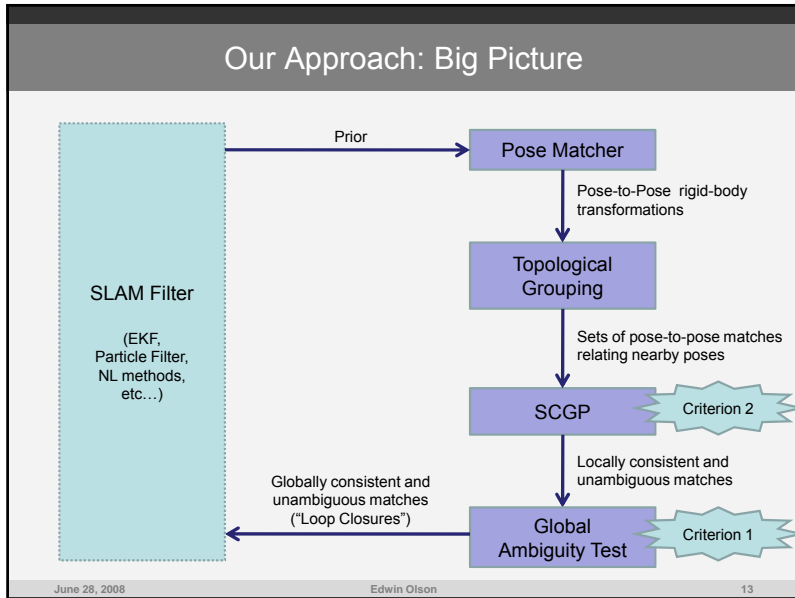 Our Approach: Big Picture
Prior
Pose Matcher
Pose-to-Pose rigid-body
transformations
Topological
Grouping
SLAM Filter
(EKF,
Particle Filter,
NL methods,
etc…)
Sets of pose-to-pose matches
relating nearby poses
SCGP
Criterion 2
Locally consistent and
unambiguous matches
Globally consistent and
unambiguous matches
("Loop Closures")
Global
Ambiguity Test
Criterion 1
June 28, 2008
Edwin Olson
13